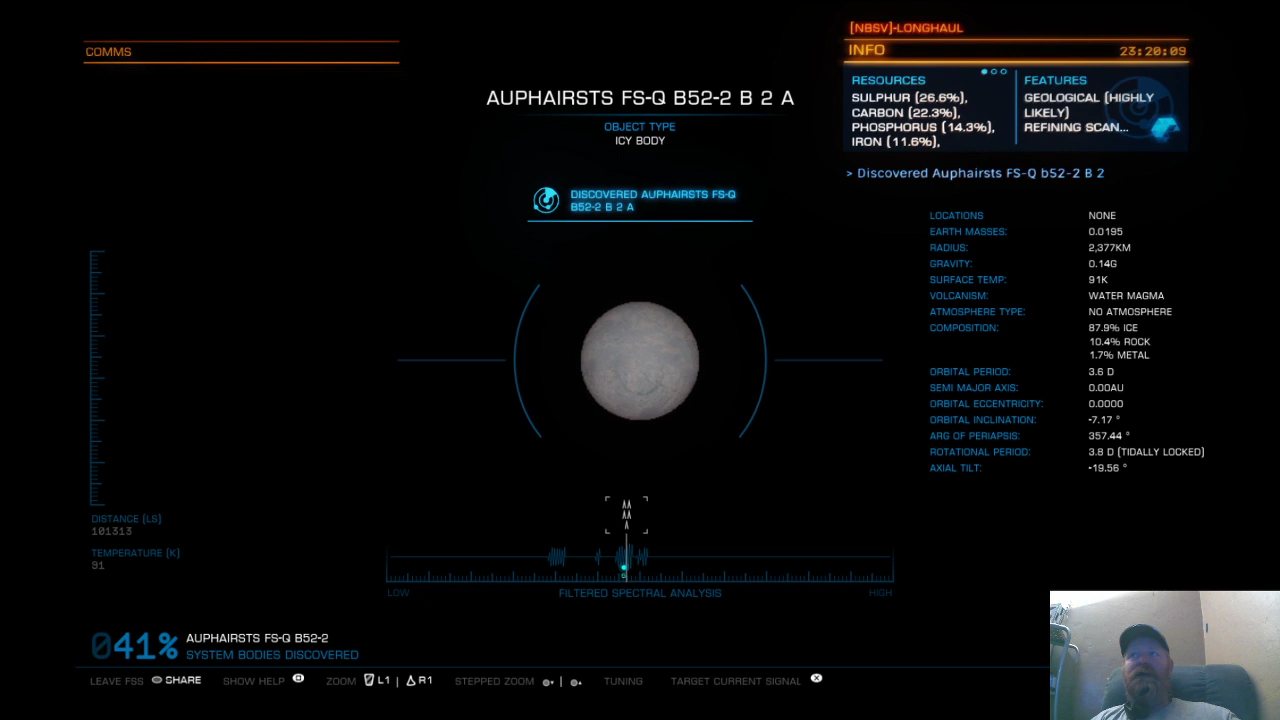 [NBSV]-LONGHAUL
COMMS
INFO
23:20:09
RESOURCES
SULPHUR (26.6%),
CARBON (22.3%),
PHOSPHORUS (14.3%),
IRON (11.6%),
FEATURES
GEOLOGICAL (HIGHLY
LIKELY)
REFINING SCAN...
AUPHAIRSTS FS-Q B52-2 B 2 A
OBJECT TYPE
ICY BODY
> Discovered Auphairsts FS-Q b52-2 B 2
DISCOVERED AUPHAIRSTS FS-Q
B52-2 B 2 A
LOCATIONS NONE
EARTH MASSES: 0.0195
RADIUS: 2,377KM
GRAVITY: 0.14G
SURFACE TEMP: 91K
VOLCANISM: WATER MAGMA
ATMOSPHERE TYPE: NO ATMOSPHERE
COMPOSITION: 87.9% ICE
10.4% ROCK
1.7% METAL
ORBITAL PERIOD: 3.6 D
SEMI MAJOR AXIS: 0.00AU
ORBITAL ECCENTRICITY: 0.0000
ORBITAL INCLINATION: -7.17 °
ARG OF PERIAPSIS: 357.44 °
ROTATIONAL PERIOD: 3.8 D (TIDALLY LOCKED)
AXIAL TILT: -19.56 °
DISTANCE (LS)
101313
TEMPERATURE (K)
91
LOW
FILTERED SPECTRAL ANALYSIS
HIGH
041% AUPHAIRSTS FS-Q B52-2
SYSTEM BODIES DISCOVERED
LEAVE FSS SHARE SHOW HELP ZOOM L1 | R1 STEPPED ZOOM | TUNING TARGET CURRENT SIGNAL